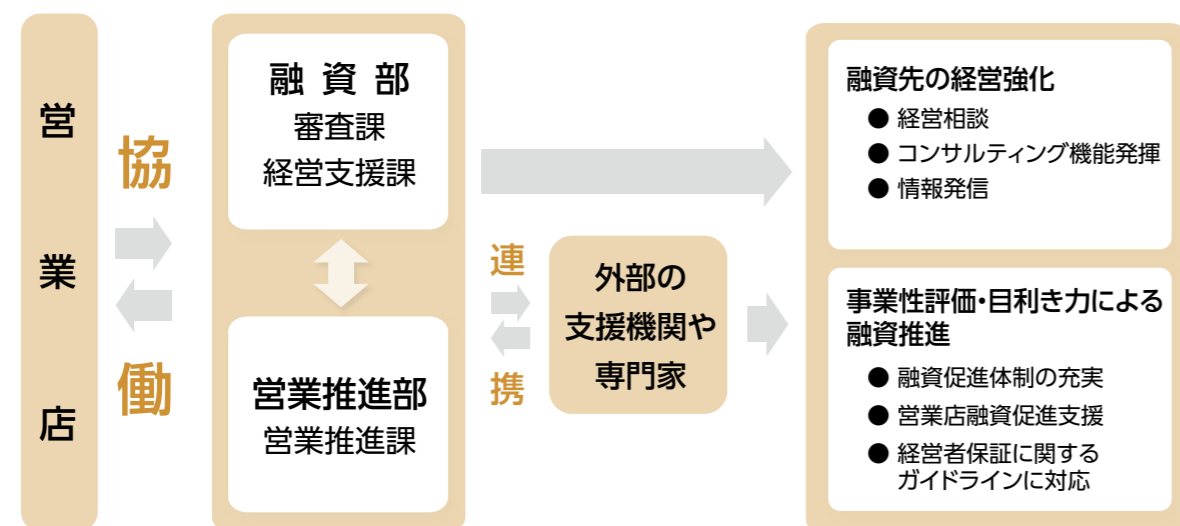 営業店
協働
融資部
審査課
経営支援課
営業推進部
営業推進課
連携
外部の
支援機関や
専門家
融資先の経営強化
● 経営相談
● コンサルティング機能発揮
● 情報発信
事業性評価・目利き力による
融資推進
● 融資促進体制の充実
● 営業店融資促進支援
● 経営者保証に関する
ガイドラインに対応